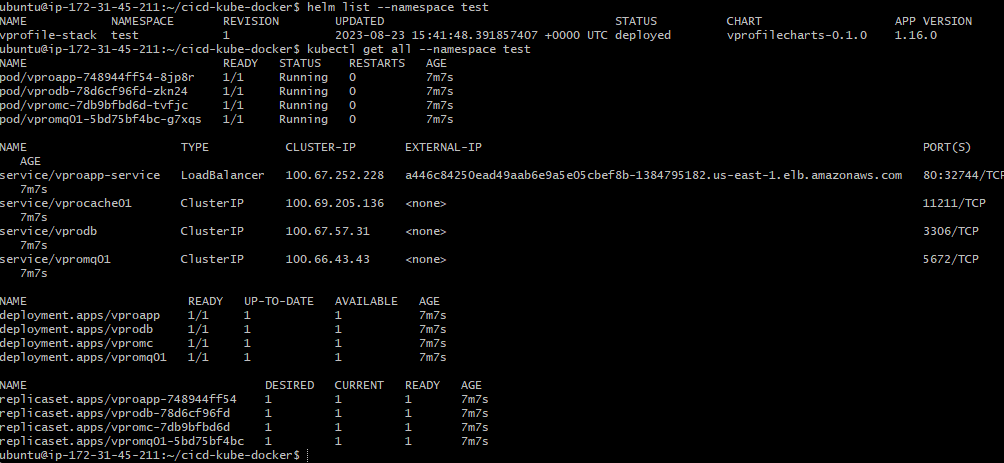 ubuntu@ip-172-31-45-211:~/cicd-kube-docker$ helm list --namespace test
NAME NAMESPACE REVISION UPDATED STATUS CHART APP VERSION
vprofile-stack test 1 2023-08-23 15:41:48.391857407 +0000 UTC deployed vprofilecharts-0.1.0 1.16.0
ubuntu@ip-172-31-45-211:~/cicd-kube-docker$ kubectl get all --namespace test
NAME READY STATUS RESTARTS AGE
pod/vproapp-748944ff54-8jp8r 1/1 Running 0 7m7s
pod/vprodb-78d6cf96fd-zkn24 1/1 Running 0 7m7s
pod/vpromc-7db9bfbd6d-tvfjc 1/1 Running 0 7m7s
pod/vpromq01-5bd75bf4bc-g7xqs 1/1 Running 0 7m7s
NAME TYPE CLUSTER-IP EXTERNAL-IP PORT(S)
AGE
service/vproapp-service LoadBalancer 100.67.252.228 a446c84250ead49aab6e9a5e05cbef8b-1384795182.us-east-1.elb.amazonaws.com 80:32744/TCP
7m7s
service/vprocache01 ClusterIP 100.69.205.136 <none> 11211/TCP
7m7s
service/vprodb ClusterIP 100.67.57.31 <none> 3306/TCP
7m7s
service/vpromq01 ClusterIP 100.66.43.43 <none> 5672/TCP
7m7s
NAME READY UP-TO-DATE AVAILABLE AGE
deployment.apps/vproapp 1/1 1 1 7m7s
deployment.apps/vprodb 1/1 1 1 7m7s
deployment.apps/vpromc 1/1 1 1 7m7s
deployment.apps/vpromq01 1/1 1 1 7m7s
NAME DESIRED CURRENT READY AGE
replicaset.apps/vproapp-748944ff54 1 1 1 7m7s
replicaset.apps/vprodb-78d6cf96fd 1 1 1 7m7s
replicaset.apps/vpromc-7db9bfbd6d 1 1 1 7m7s
replicaset.apps/vpromq01-5bd75bf4bc 1 1 1 7m7s
ubuntu@ip-172-31-45-211:~/cicd-kube-docker$